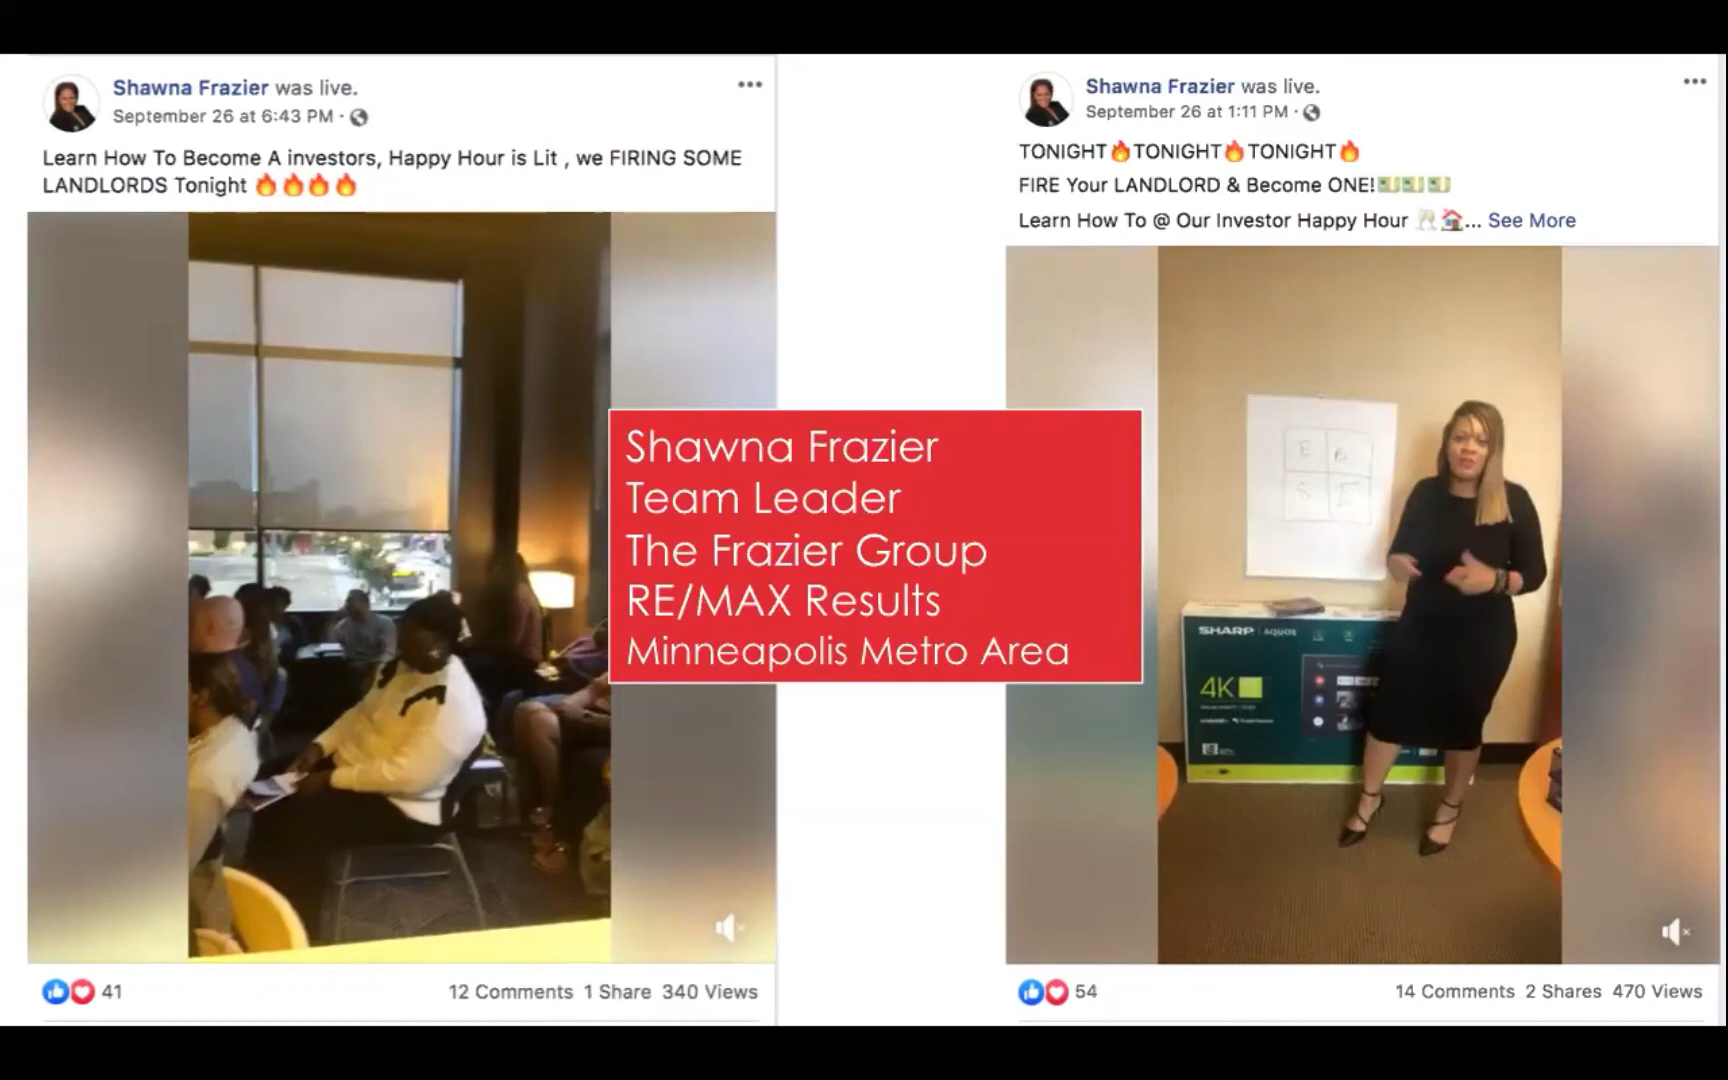 Shawna Frazier was live.
September 26 at 6:43 PM ·
Learn How To Become A investors, Happy Hour is Lit , we FIRING SOME
LANDLORDS Tonight 🔥🔥🔥🔥
41
12 Comments 1 Share 340 Views
Shawna Frazier
Team Leader
The Frazier Group
RE/MAX Results
Minneapolis Metro Area
Shawna Frazier was live.
September 26 at 1:11 PM ·
TONIGHT🔥TONIGHT🔥TONIGHT🔥
FIRE Your LANDLORD & Become ONE!💵💵💵
Learn How To @ Our Investor Happy Hour 🥂🏠... See More
E B
S I
SHARP AQUOS
4K
54
14 Comments 2 Shares 470 Views